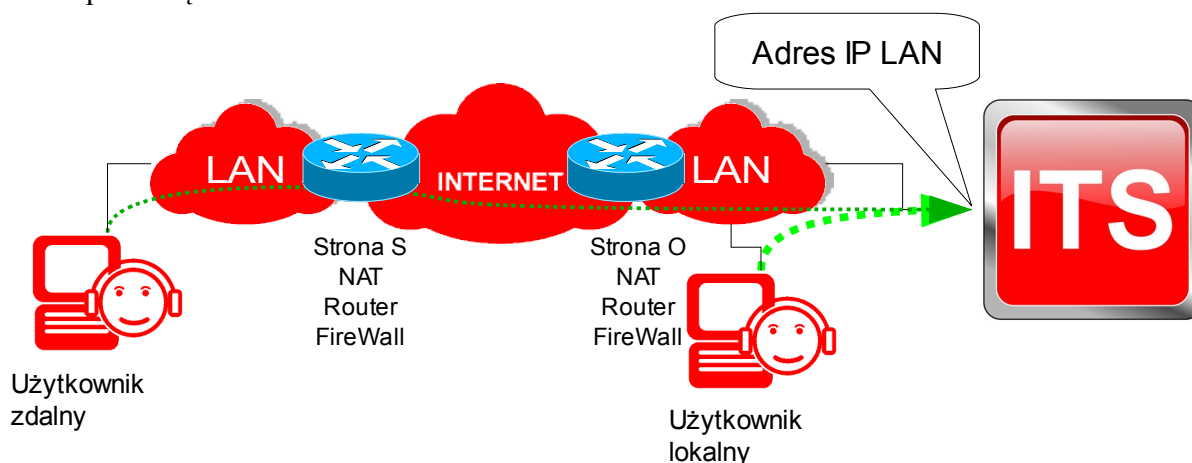 Adres IP LAN
LAN
INTERNET
LAN
ITS
Strona S
NAT
Router
FireWall
Strona O
NAT
Router
FireWall
Użytkownik
zdalny
Użytkownik
lokalny